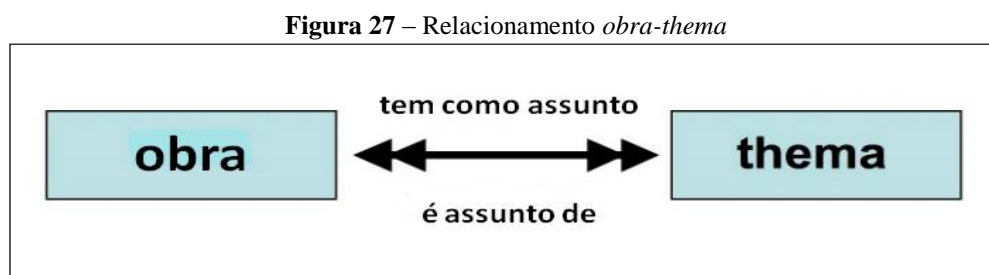 Figura 27 – Relacionamento obra-thema
tem como assunto
obra
thema
é assunto de